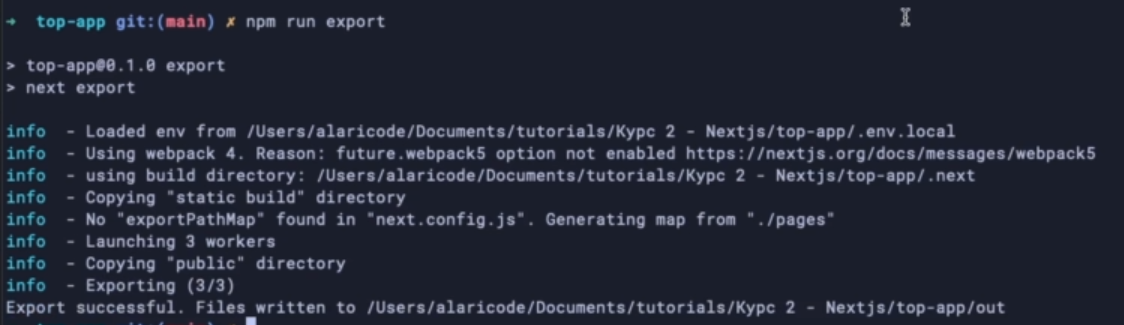 → top-app git:(main) ✗ npm run export
> top-app@0.1.0 export
> next export
info - Loaded env from /Users/alaricode/Documents/tutorials/Курс 2 - Nextjs/top-app/.env.local
info - Using webpack 4. Reason: future.webpack5 option not enabled https://nextjs.org/docs/messages/webpack5
info - using build directory: /Users/alaricode/Documents/tutorials/Курс 2 - Nextjs/top-app/.next
info - Copying "static build" directory
info - No "exportPathMap" found in "next.config.js". Generating map from "./pages"
info - Launching 3 workers
info - Copying "public" directory
info - Exporting (3/3)
Export successful. Files written to /Users/alaricode/Documents/tutorials/Курс 2 - Nextjs/top-app/out